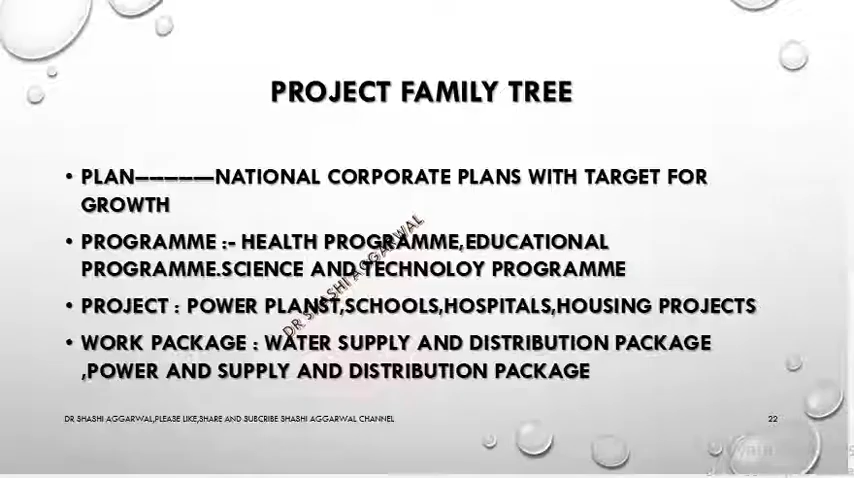 PROJECT FAMILY TREE
• PLAN----------NATIONAL CORPORATE PLANS WITH TARGET FOR
GROWTH
• PROGRAMME :- HEALTH PROGRAMME,EDUCATIONAL
PROGRAMME.SCIENCE AND TECHNOLOY PROGRAMME
• PROJECT : POWER PLANST,SCHOOLS,HOSPITALS,HOUSING PROJECTS
• WORK PACKAGE : WATER SUPPLY AND DISTRIBUTION PACKAGE
,POWER AND SUPPLY AND DISTRIBUTION PACKAGE
DR SHASHI AGGARWAL
DR SHASHI AGGARWAL,PLEASE LIKE,SHARE AND SUBCRIBE SHASHI AGGARWAL CHANNEL
22